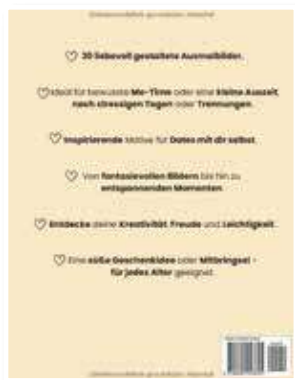 30 liebevoll gestaltete Ausmalbilder.
Ideal für bewusste Me-Time oder eine kleine Auszeit
nach stressigen Tagen oder Trennungen.
Inspirierende Motive für Dates mit dir selbst.
Von fantasievollen Bildern bis hin zu
entspannenden Momenten
Entdecke deine Kreativität, Freude und Leichtigkeit.
Eine süße Geschenkidee oder Mitbringsel -
für jedes Alter geeignet.